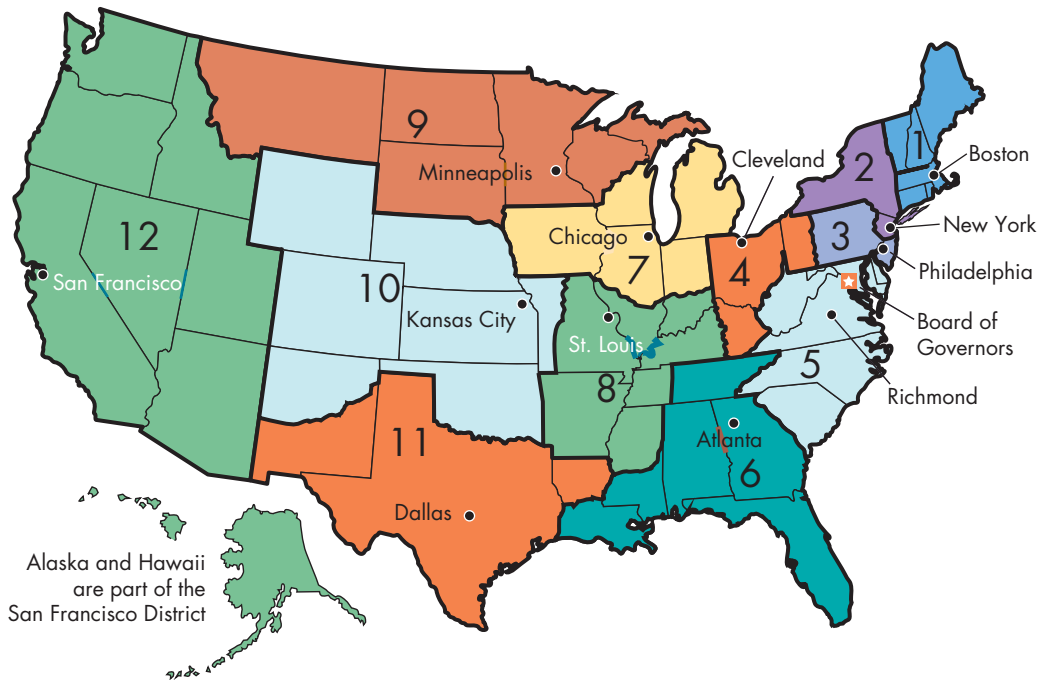 1
Cleveland
9
2
Boston
Minneapolis
New York
12
Chicago
3
7
4
Philadelphia
San Francisco
10
Kansas City
Board of
Governors
St. Louis
5
8
Richmond
11
Atlanta
6
Dallas
Alaska and Hawaii
are part of the
San Francisco District